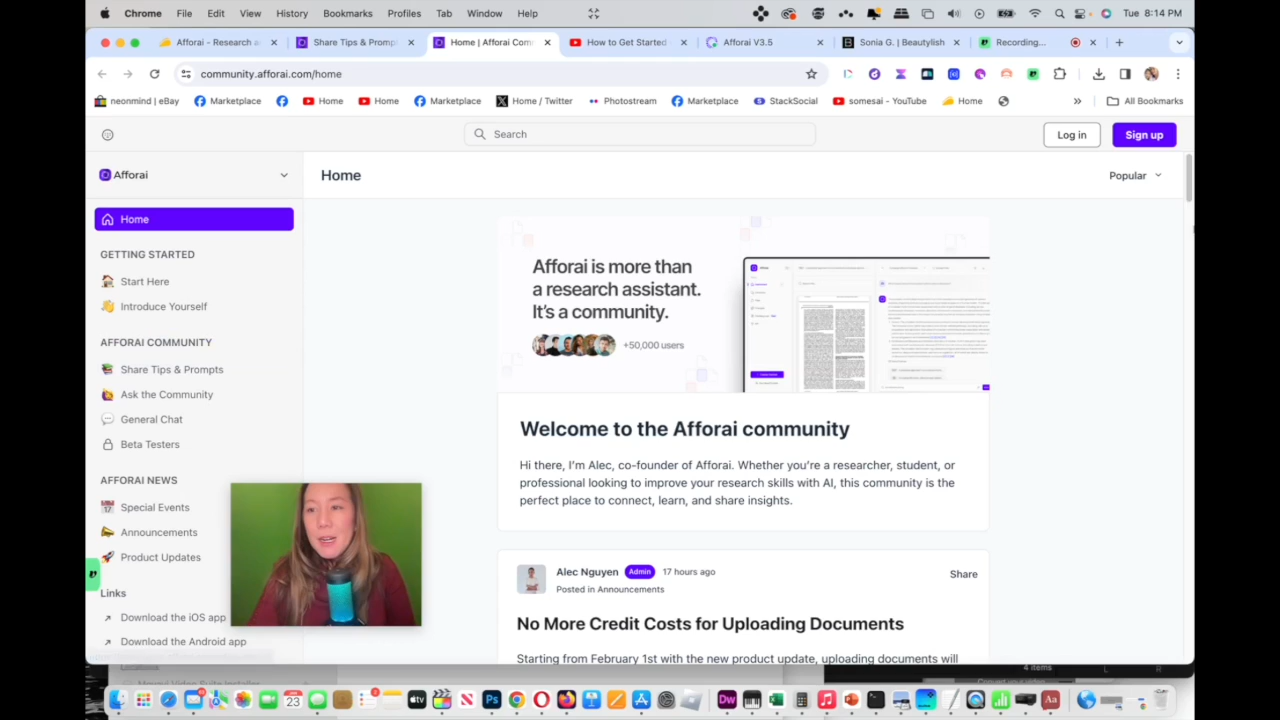 Chrome File Edit View History Bookmarks Profiles Tab Window Help Tue 8:14 PM
Afforai - Research a Share Tips & Promp Home | Afforai Com How to Get Started Afforai V3.5 Sonia G. | Beautylish Recording...
community.afforai.com/home
neonmind | eBay Marketplace Home Home Marketplace Home / Twitter Photostream Marketplace StackSocial somesai - YouTube Home All Bookmarks
Search
Log in
Sign up
Afforai
Home
Popular
Home
GETTING STARTED
Start Here
Introduce Yourself
AFFORAI COMMUNITY
Share Tips & Prompts
Ask the Community
General Chat
Beta Testers
AFFORAI NEWS
Special Events
Announcements
Product Updates
Links
Download the iOS app
Download the Android app
Afforai is more than
a research assistant.
It's a community.
+50,000 users
Welcome to the Afforai community
Hi there, I'm Alec, co-founder of Afforai. Whether you're a researcher, student, or
professional looking to improve your research skills with AI, this community is the
perfect place to connect, learn, and share insights.
Alec Nguyen Admin 17 hours ago
Posted in Announcements
Share
No More Credit Costs for Uploading Documents
Starting from February 1st with the new product update, uploading documents will
4 items
23